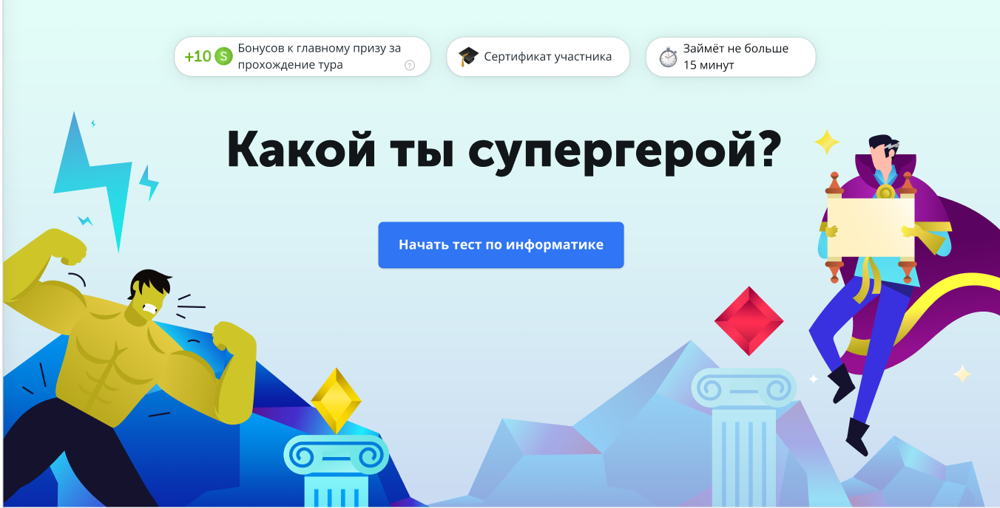 +10 S Бонусов к главному призу за
прохождение тура ?
Сертификат участника
Займёт не больше
15 минут
Какой ты супергерой?
Начать тест по информатике